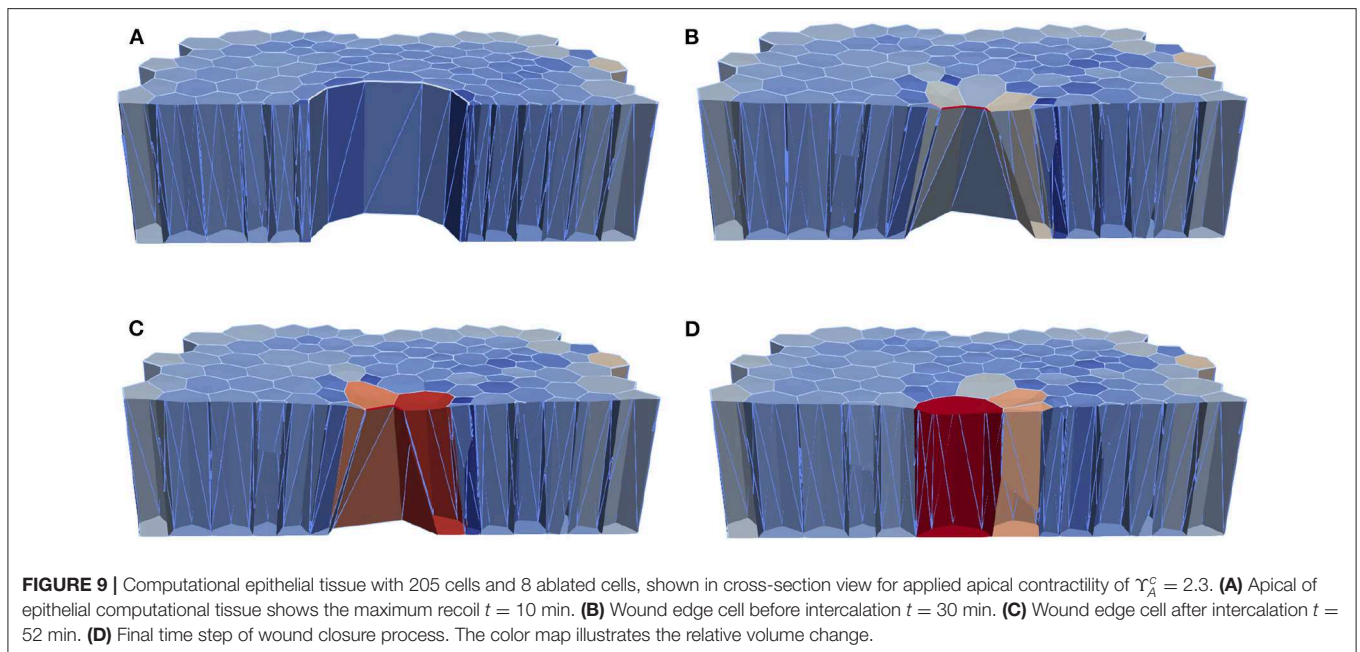 A
B
C
D
FIGURE 9 | Computational epithelial tissue with 205 cells and 8 ablated cells, shown in cross-section view for applied apical contractility of ϒ_A^c = 2.3. (A) Apical of
epithelial computational tissue shows the maximum recoil t = 10 min. (B) Wound edge cell before intercalation t = 30 min. (C) Wound edge cell after intercalation t =
52 min. (D) Final time step of wound closure process. The color map illustrates the relative volume change.